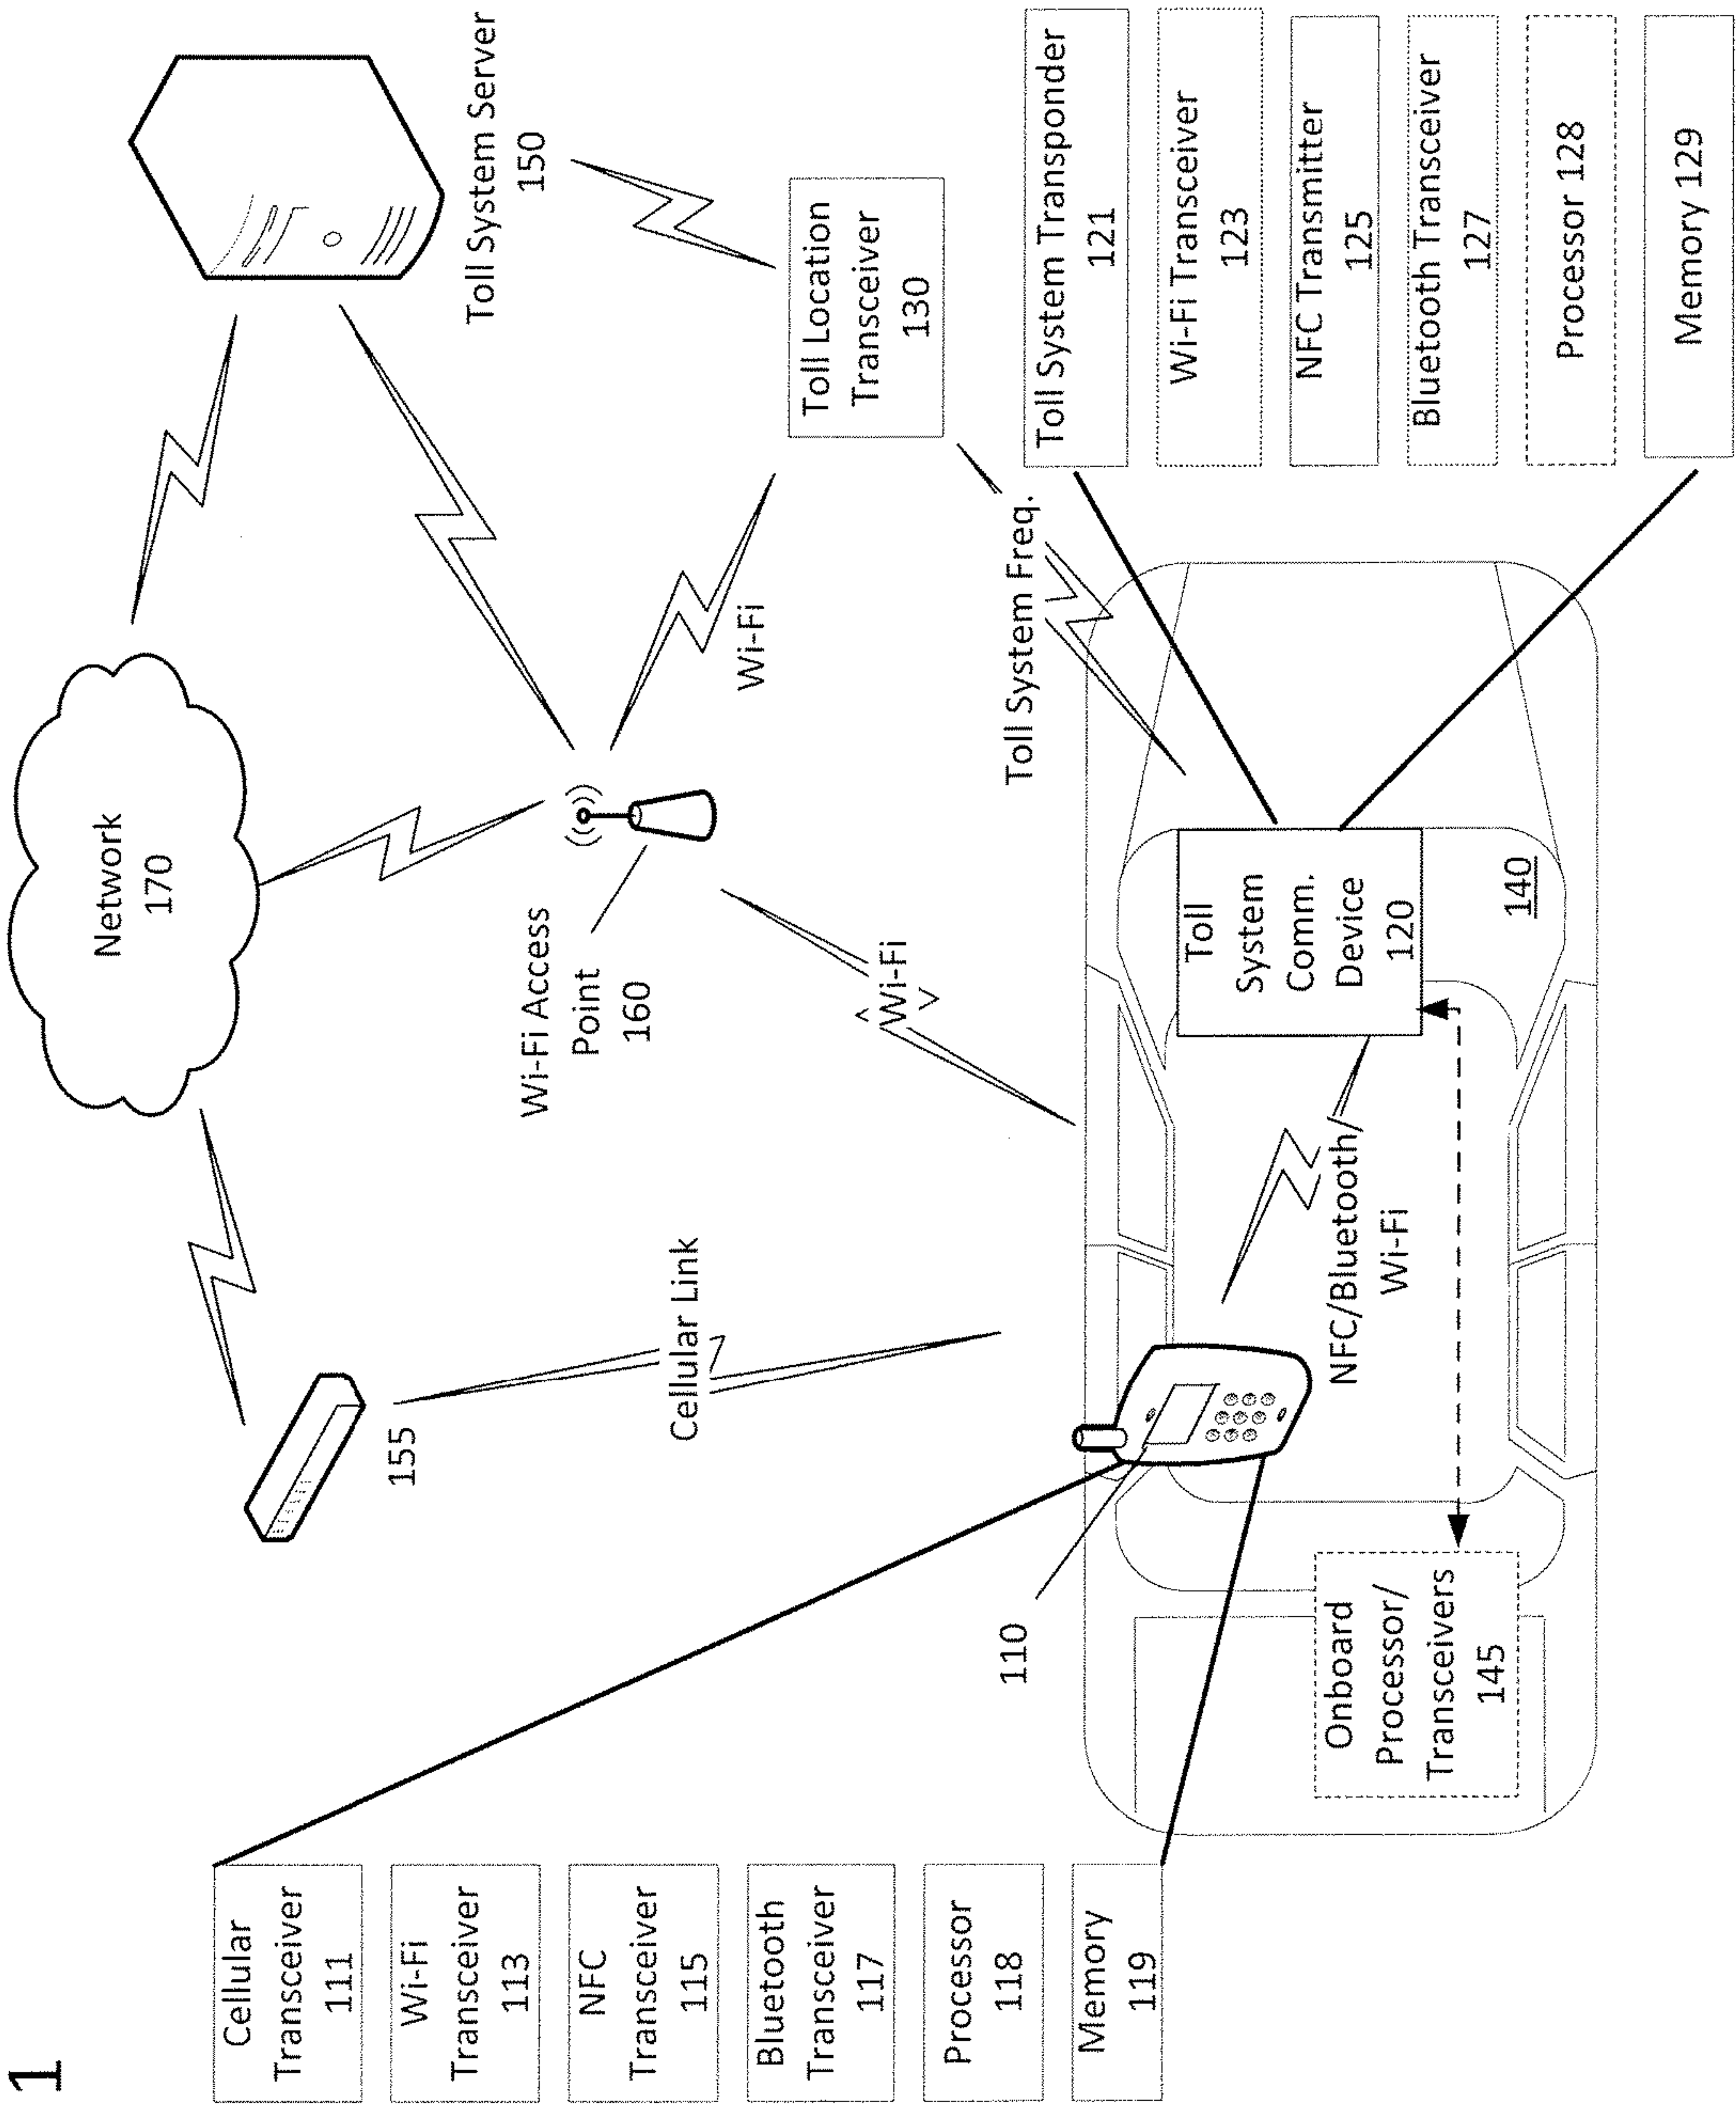 1
Network
170
Toll System Server
150
155
Wi-Fi Access
Point
160
Wi-Fi
Cellular Link
Wi-Fi
Toll Location
Transceiver
130
Toll System Freq.
Cellular
Transceiver
111
Wi-Fi
Transceiver
113
NFC
Transceiver
115
Bluetooth
Transceiver
117
Processor
118
Memory
119
110
NFC/Bluetooth/
Wi-Fi
Toll
System
Comm.
Device
120
140
Onboard
Processor/
Transceivers
145
Toll System Transponder
121
Wi-Fi Transceiver
123
NFC Transmitter
125
Bluetooth Transceiver
127
Processor 128
Memory 129